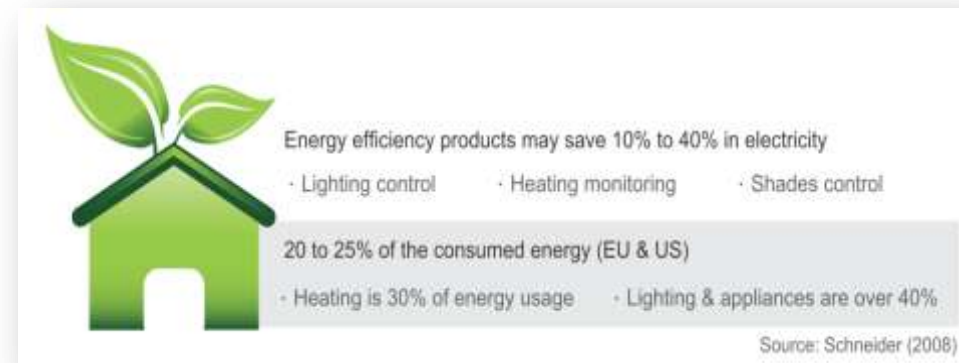 Energy efficiency products may save 10% to 40% in electricity
· Lighting control · Heating monitoring · Shades control
20 to 25% of the consumed energy (EU & US)
· Heating is 30% of energy usage · Lighting & appliances are over 40%
Source: Schneider (2008)